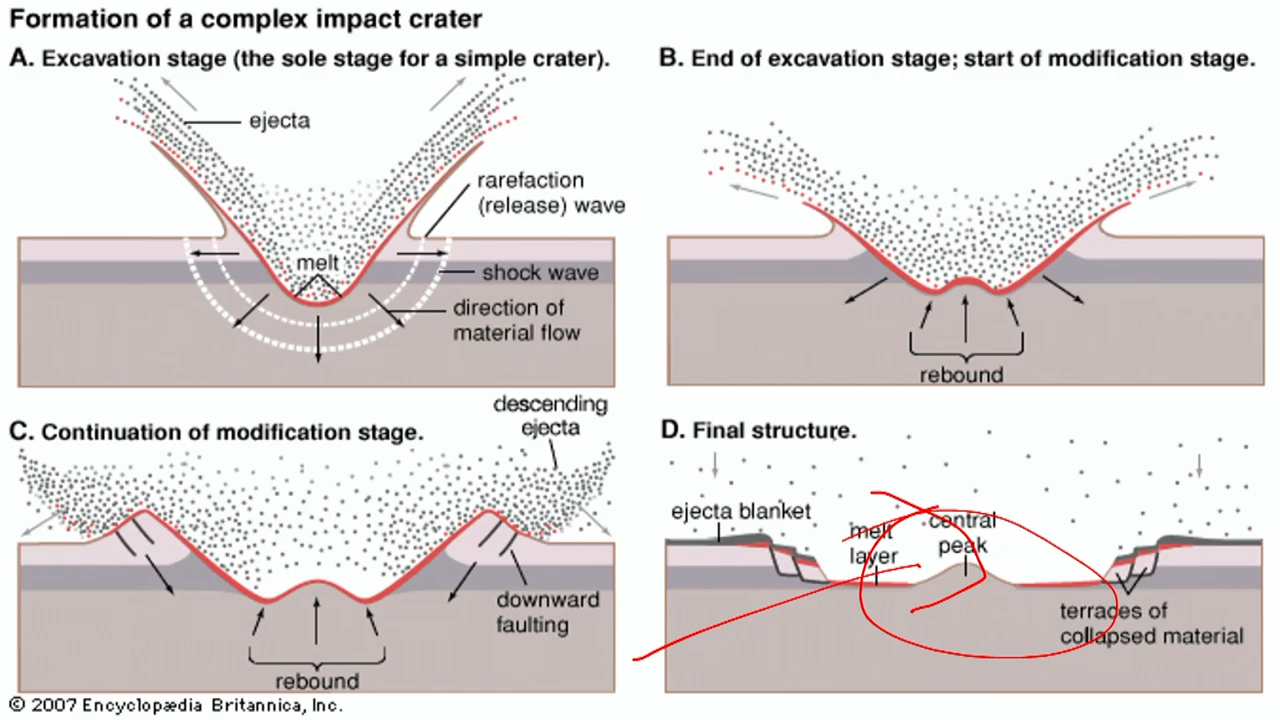 Formation of a complex impact crater
A. Excavation stage (the sole stage for a simple crater).
ejecta
rarefaction
(release) wave
melt
shock wave
direction of
material flow
B. End of excavation stage; start of modification stage.
rebound
C. Continuation of modification stage.
descending
ejecta
downward
faulting
rebound
D. Final structure.
ejecta blanket
melt
layer
central
peak
terraces of
collapsed material
© 2007 Encyclopædia Britannica, Inc.